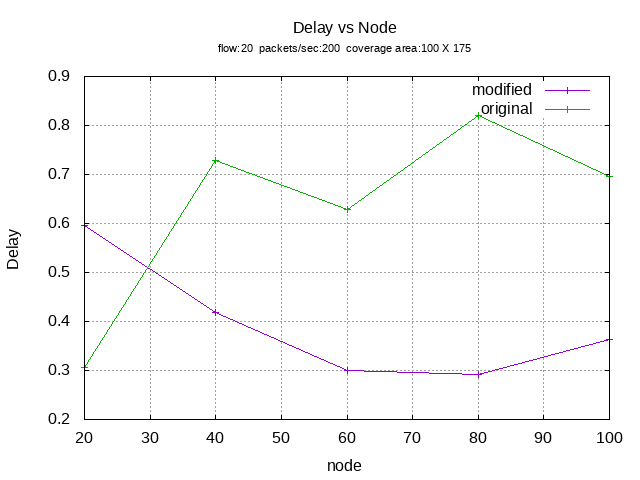 Delay vs Node
flow:20 packets/sec:200 coverage area:100 X 175
modified
original
0.9
0.8
0.7
0.6
0.5
0.4
0.3
0.2
Delay
20 30 40 50 60 70 80 90 100
node